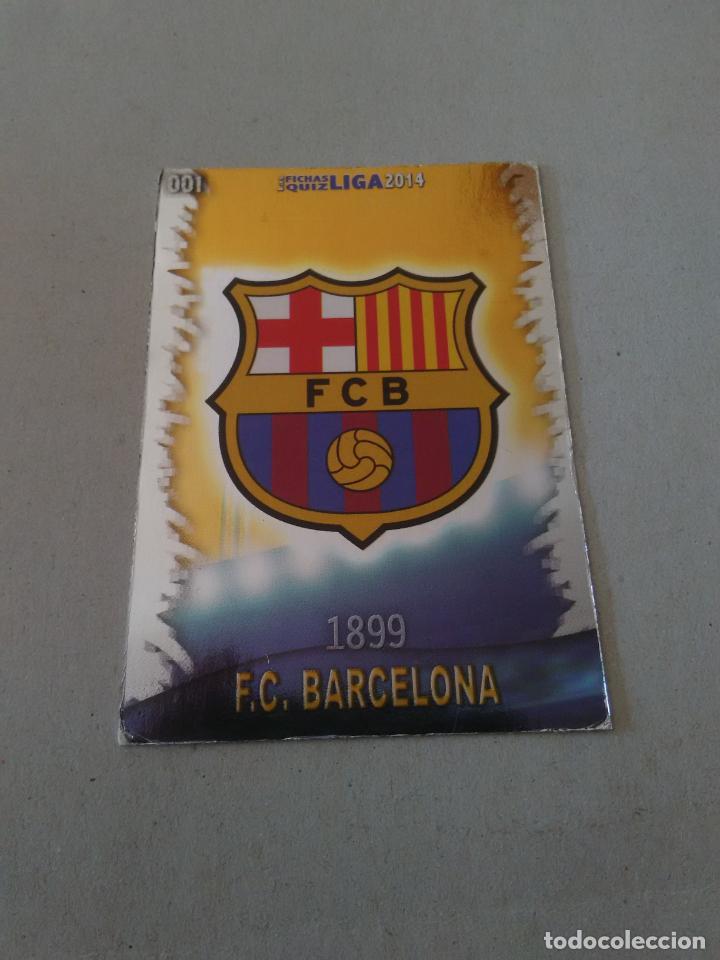 001
LAS FICHAS QUIZ LIGA 2014
FCB
1899
F.C. BARCELONA
todocoleccion